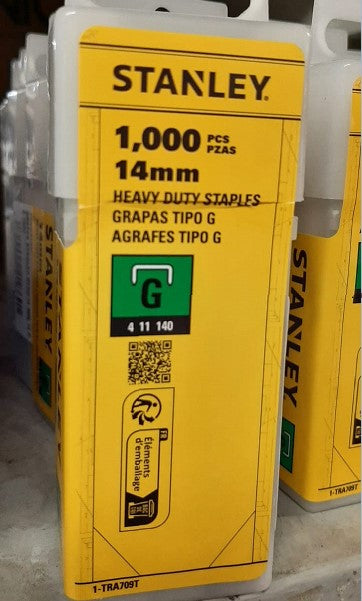 STANLEY®
1,000 PCS
PZAS
14mm
HEAVY DUTY STAPLES
GRAPAS TIPO G
AGRAFES TIPO G
G
4 11 140
FR
Éléments
d'emballage
1-TRA709T
STANLEY
1-TRA709T
STANLEY